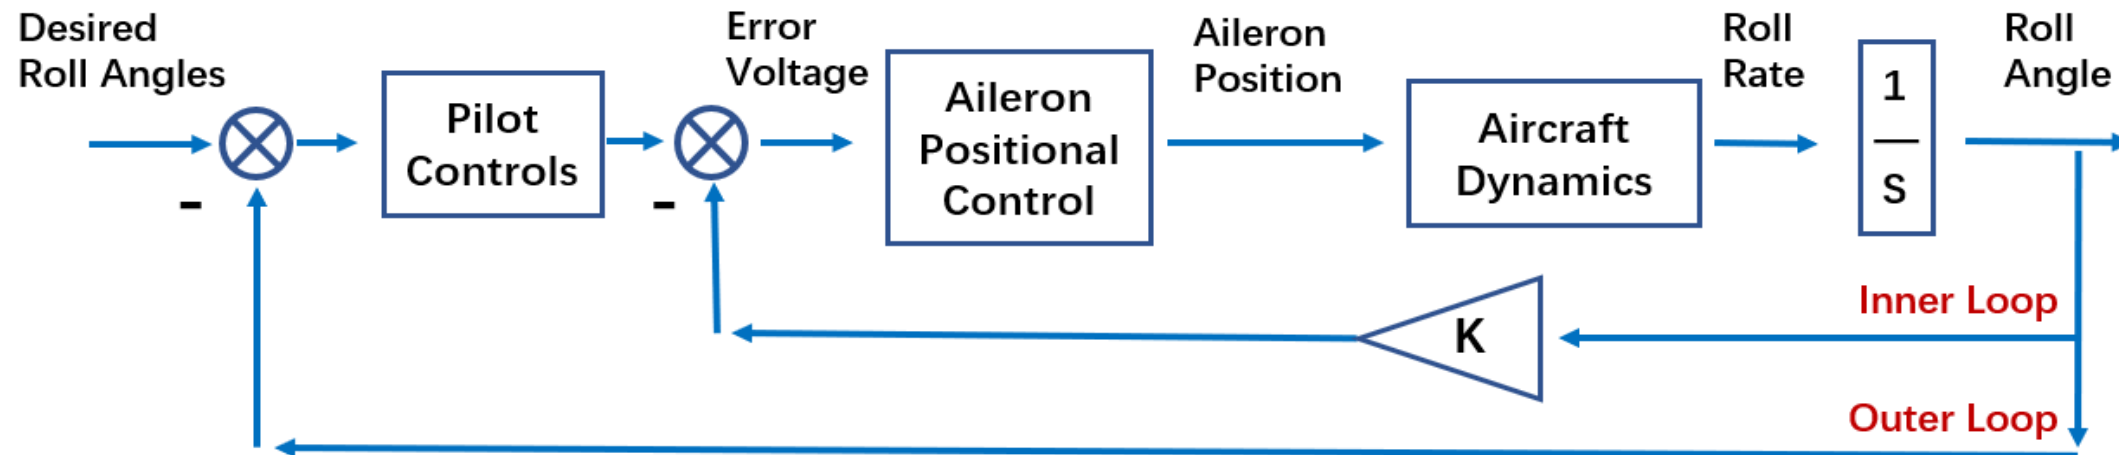 Desired
Roll Angles
-
Pilot
Controls
-
Error
Voltage
Aileron
Positional
Control
Aileron
Position
Aircraft
Dynamics
Roll
Rate
1
S
Roll
Angle
K
Inner Loop
Outer Loop